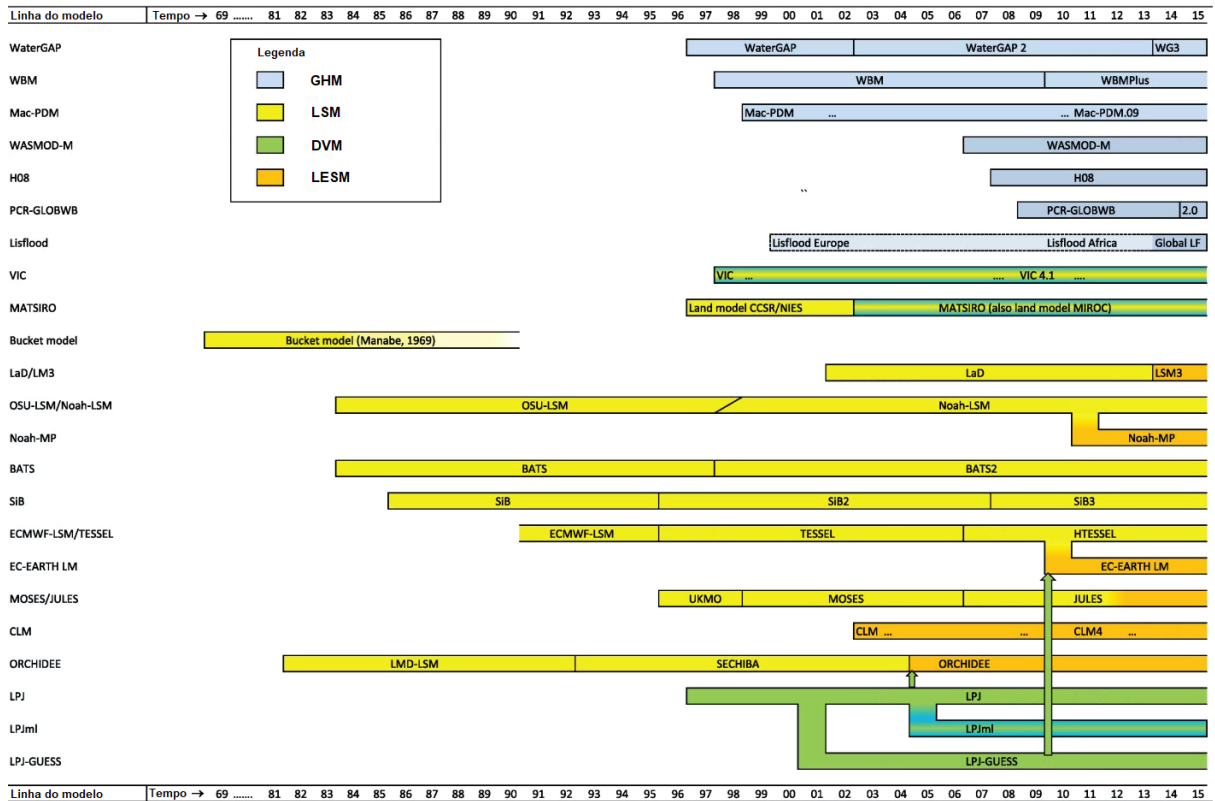 Linha do modelo Tempo → 69 ....... 81 82 83 84 85 86 87 88 89 90 91 92 93 94 95 96 97 98 99 00 01 02 03 04 05 06 07 08 09 10 11 12 13 14 15
Legenda
GHM
LSM
DVM
LESM
WaterGAP WaterGAP WaterGAP 2 WG3
WBM WBM WBMPlus
Mac-PDM Mac-PDM ... ... Mac-PDM.09
WASMOD-M WASMOD-M
H08 H08
PCR-GLOBWB PCR-GLOBWB 2.0
Lisflood Lisflood Europe Lisflood Africa Global LF
VIC VIC ... .... VIC 4.1 ....
MATSIRO Land model CCSR/NIES MATSIRO (also land model MIROC)
Bucket model Bucket model (Manabe, 1969)
LaD/LM3 LaD LSM3
OSU-LSM/Noah-LSM OSU-LSM Noah-LSM
Noah-MP Noah-MP
BATS BATS BATS2
SiB SiB SiB2 SiB3
ECMWF-LSM/TESSEL ECMWF-LSM TESSEL HTESSEL
EC-EARTH LM EC-EARTH LM
MOSES/JULES UKMO MOSES JULES
CLM CLM ... ... CLM4 ...
ORCHIDEE LMD-LSM SECHIBA ORCHIDEE
LPJ LPJ
LPJml LPJml
LPJ-GUESS LPJ-GUESS
Linha do modelo Tempo → 69 ....... 81 82 83 84 85 86 87 88 89 90 91 92 93 94 95 96 97 98 99 00 01 02 03 04 05 06 07 08 09 10 11 12 13 14 15